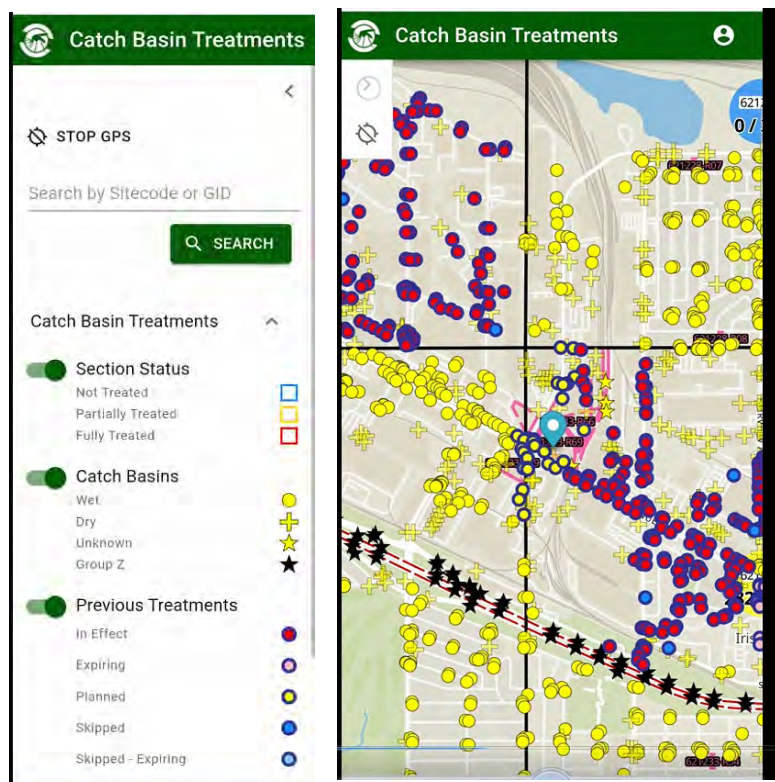 Catch Basin Treatments
STOP GPS
Search by Sitecode or GID
SEARCH
Catch Basin Treatments
Section Status
Not Treated
Partially Treated
Fully Treated
Catch Basins
Wet
Dry
Unknown
Group Z
Previous Treatments
In Effect
Expiring
Planned
Skipped
Skipped - Expiring
Catch Basin Treatments
6212
0 /